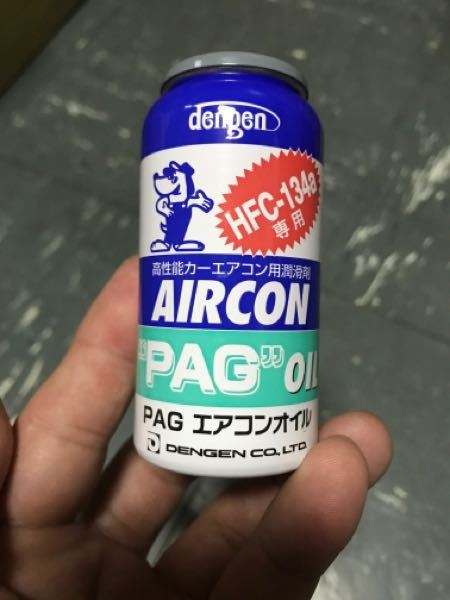 dengen
HFC-134a
専用
高性能カーエアコン用潤滑剤
AIRCON
"PAG" OIL
PAG エアコンオイル
DENGEN CO., LTD.